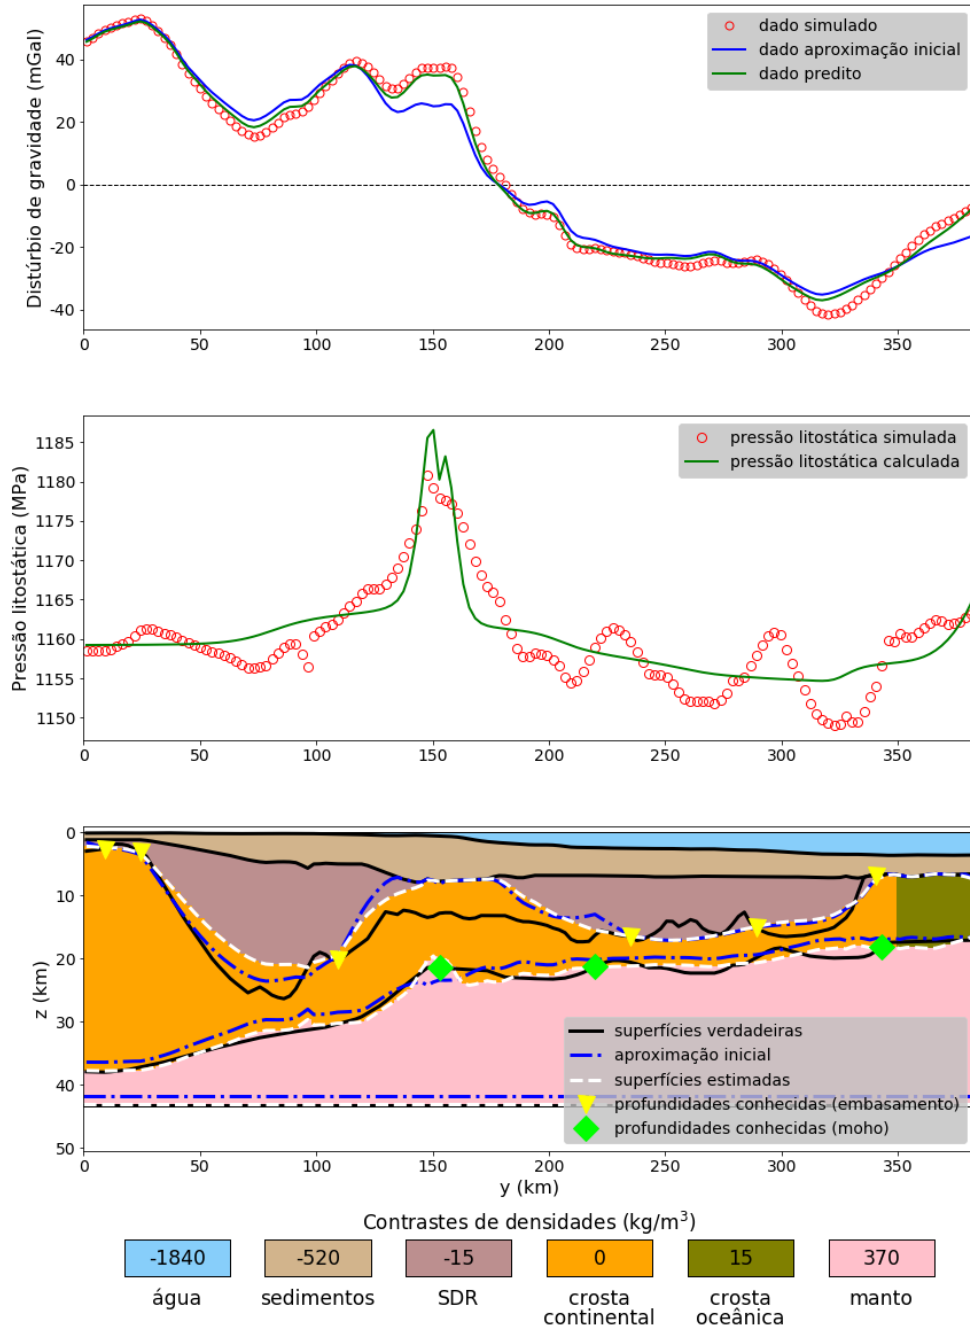 dado simulado
dado aproximação inicial
dado predito
Distúrbio de gravidade (mGal)
40
20
0
-20
-40
0 50 100 150 200 250 300 350
pressão litostática simulada
pressão litostática calculada
Pressão litostática (MPa)
1185
1180
1175
1170
1165
1160
1155
1150
0 50 100 150 200 250 300 350
z (km)
0
10
20
30
40
50
superfícies verdadeiras
aproximação inicial
superfícies estimadas
profundidades conhecidas (embasamento)
profundidades conhecidas (moho)
0 50 100 150 200 250 300 350
y (km)
Contrastes de densidades (kg/m³)
-1840 -520 -15 0 15 370
água sedimentos SDR crosta continental crosta oceânica manto